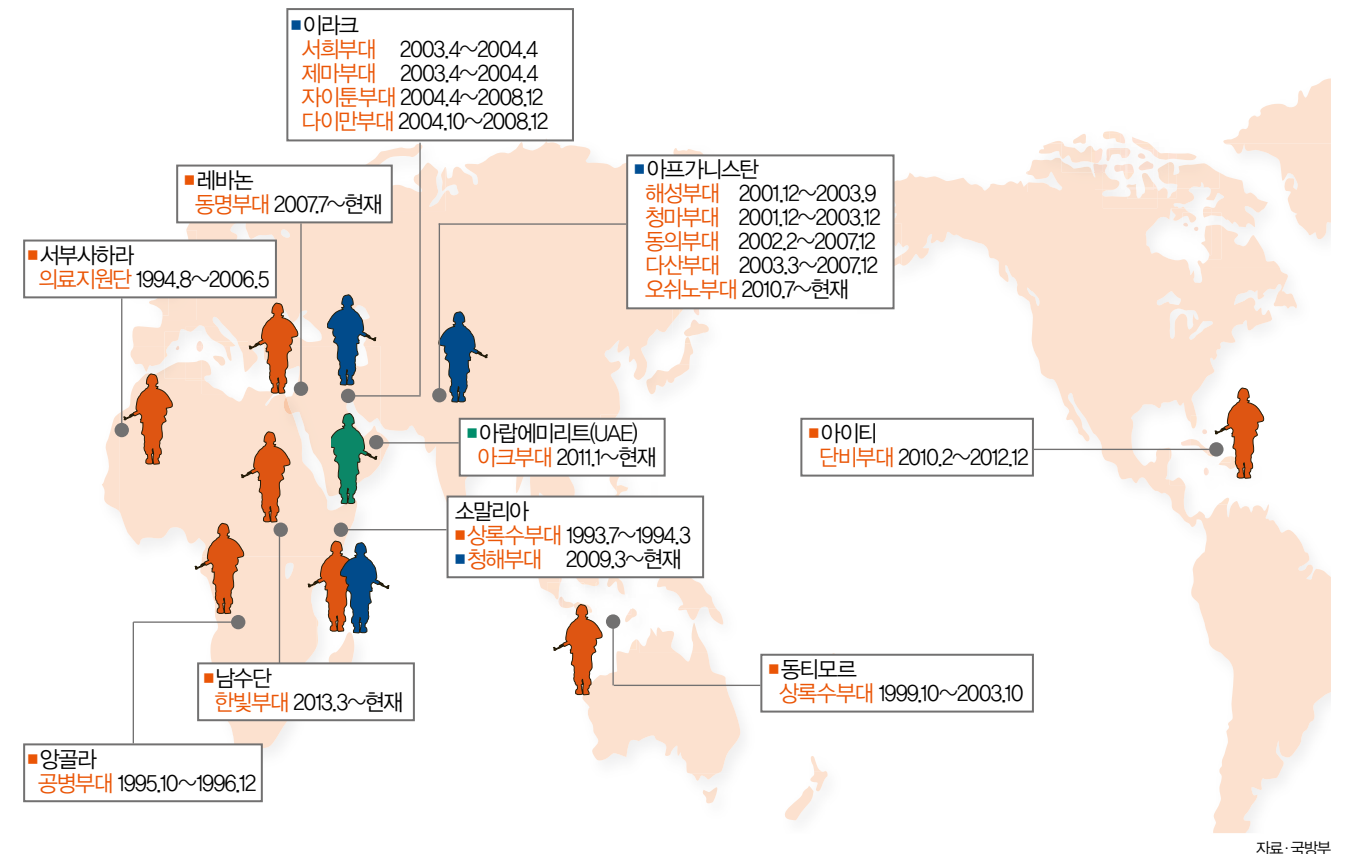 ■이라크
서희부대 2003.4~2004.4
제마부대 2003.4~2004.4
자이툰부대 2004.4~2008.12
다이만부대 2004.10~2008.12
■레바논
동명부대 2007.7~현재
■아프가니스탄
해성부대 2001.12~2003.9
청마부대 2001.12~2003.12
동의부대 2002.2~2007.12
다산부대 2003.3~2007.12
오쉬노부대 2010.7~현재
■서부사하라
의료지원단 1994.8~2006.5
■아랍에미리트(UAE)
아크부대 2011.1~현재
■아이티
단비부대 2010.2~2012.12
소말리아
■상록수부대 1993.7~1994.3
■청해부대 2009.3~현재
■남수단
한빛부대 2013.3~현재
■동티모르
상록수부대 1999.10~2003.10
■앙골라
공병부대 1995.10~1996.12
자료·국방부